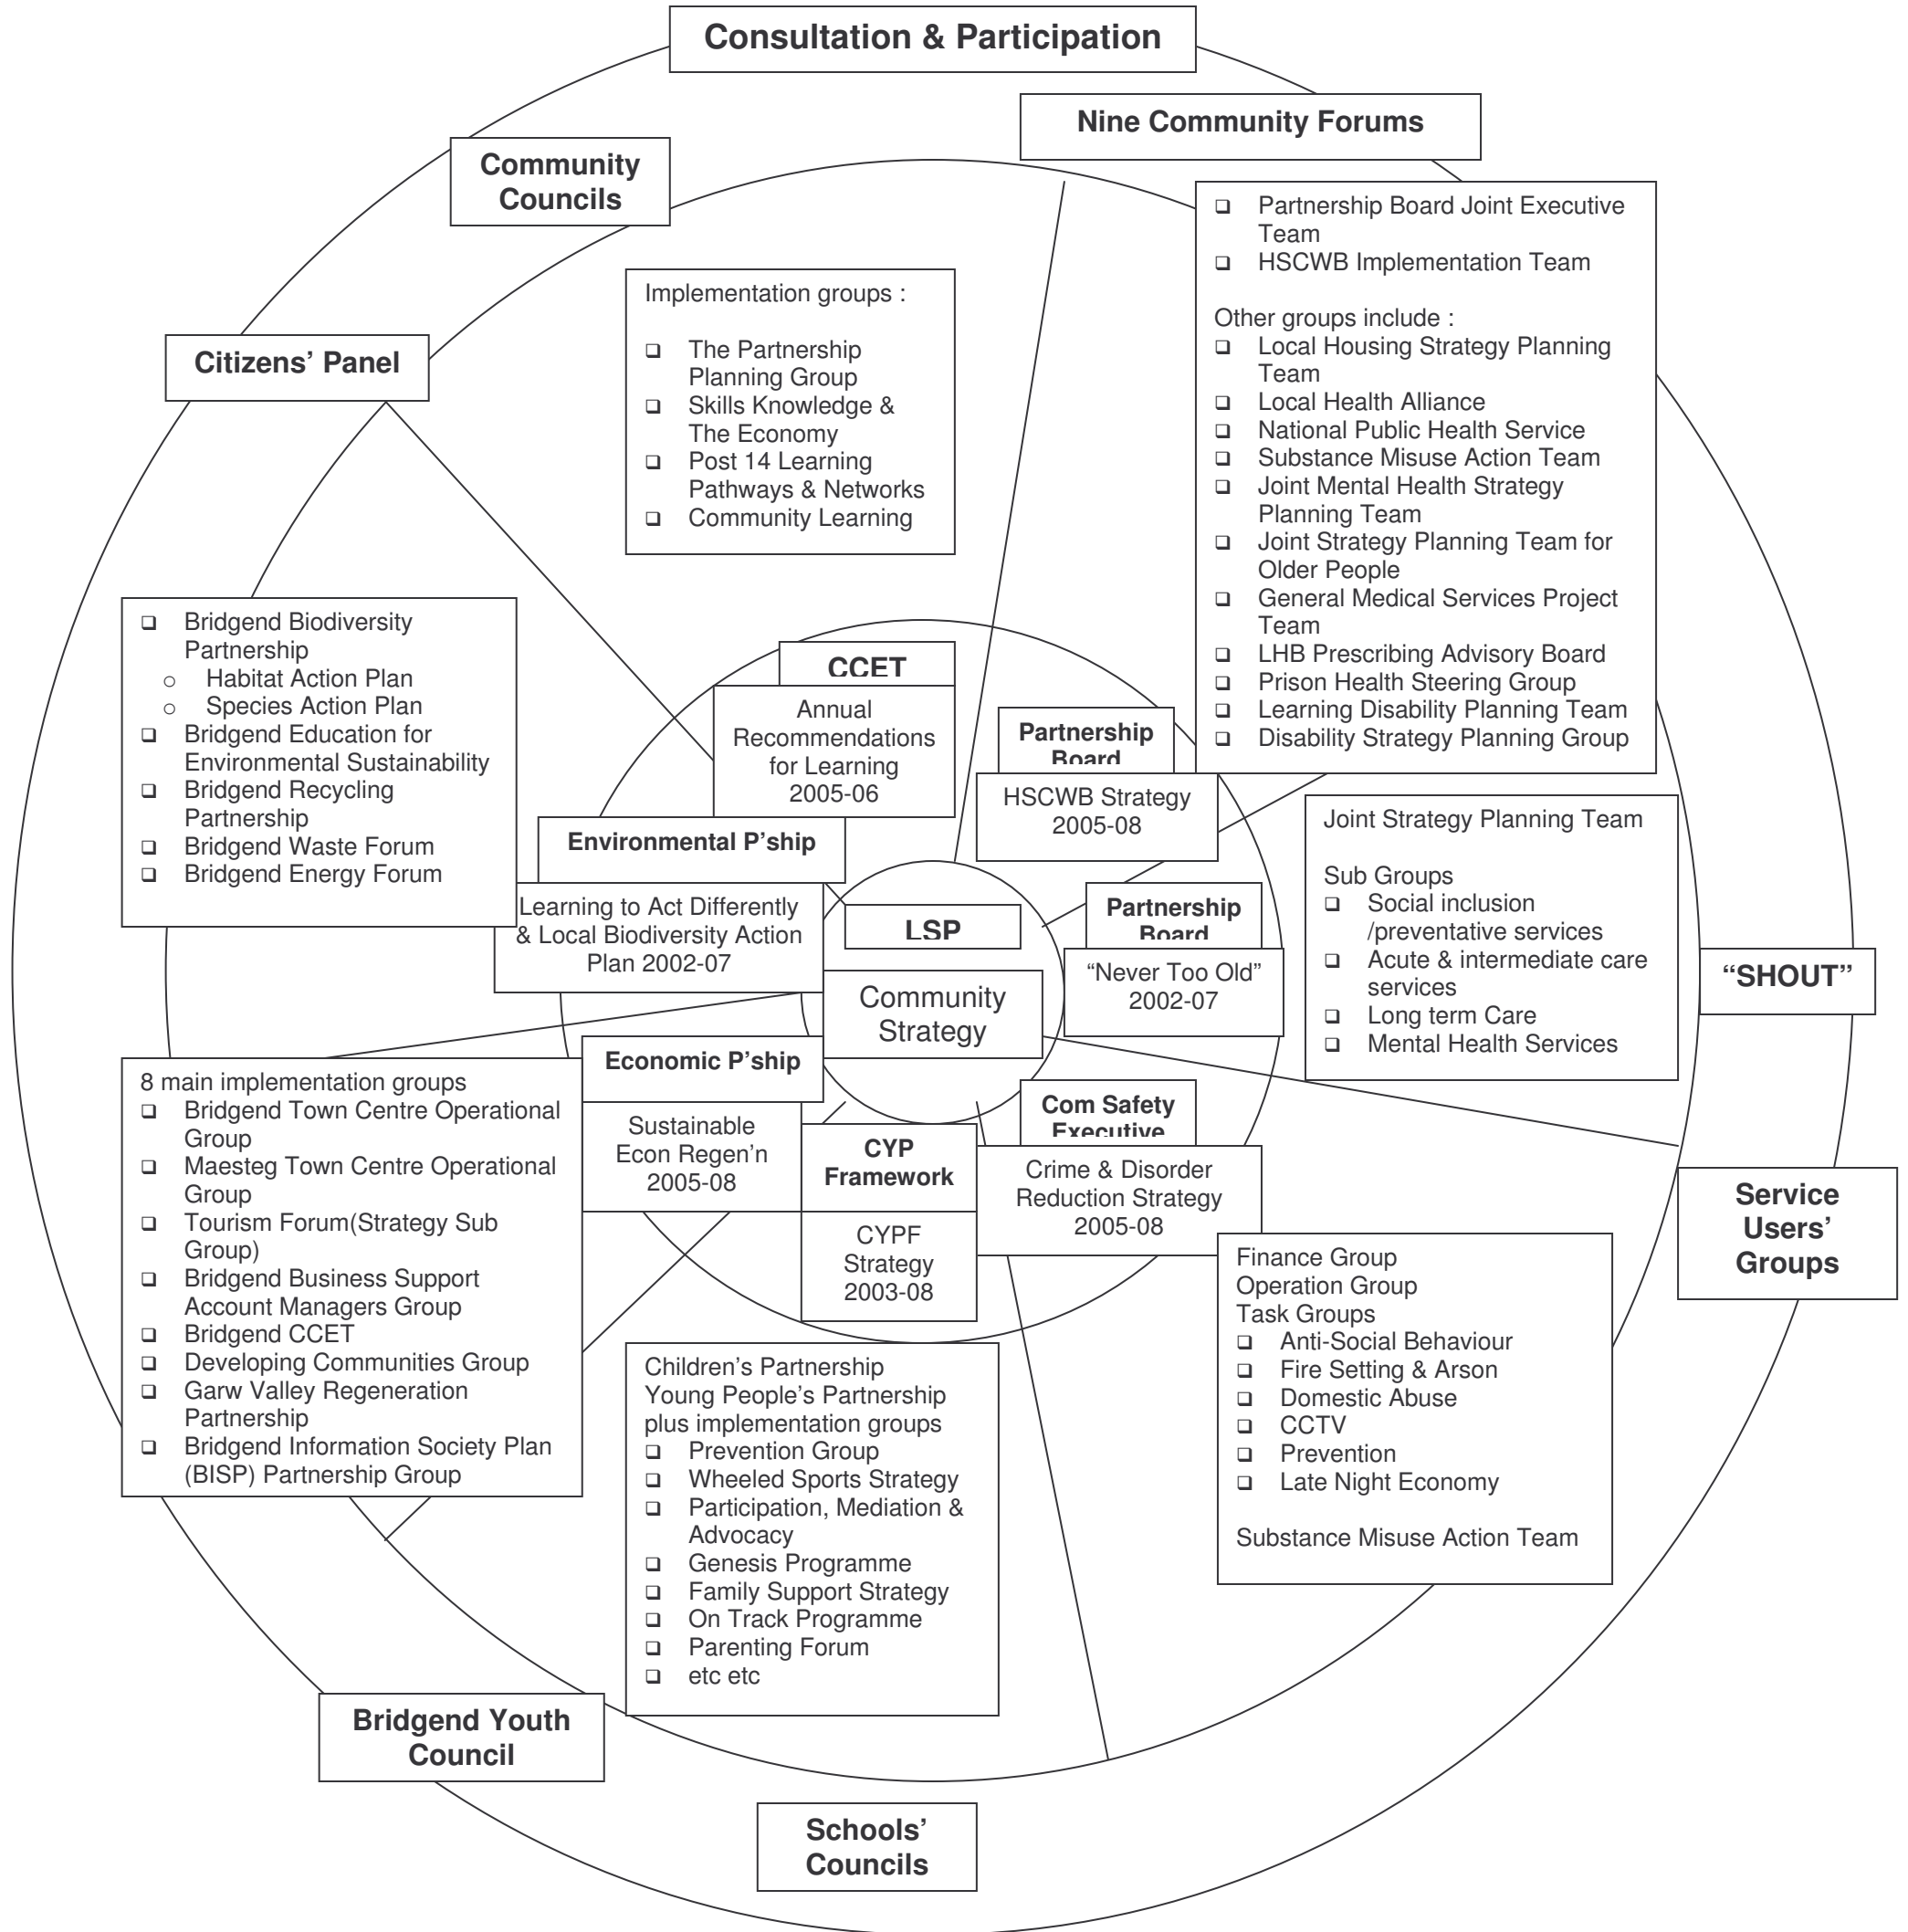 Consultation & Participation
Nine Community Forums
Community
Councils
Citizens’ Panel
Implementation groups :
❑ The Partnership
Planning Group
❑ Skills Knowledge &
The Economy
❑ Post 14 Learning
Pathways & Networks
❑ Community Learning
❑ Partnership Board Joint Executive
Team
❑ HSCWB Implementation Team
Other groups include :
❑ Local Housing Strategy Planning
Team
❑ Local Health Alliance
❑ National Public Health Service
❑ Substance Misuse Action Team
❑ Joint Mental Health Strategy
Planning Team
❑ Joint Strategy Planning Team for
Older People
❑ General Medical Services Project
Team
❑ LHB Prescribing Advisory Board
❑ Prison Health Steering Group
❑ Learning Disability Planning Team
❑ Disability Strategy Planning Group
❑ Bridgend Biodiversity
Partnership
○ Habitat Action Plan
○ Species Action Plan
❑ Bridgend Education for
Environmental Sustainability
❑ Bridgend Recycling
Partnership
❑ Bridgend Waste Forum
❑ Bridgend Energy Forum
CCET
Annual
Recommendations
for Learning
2005-06
Partnership
Board
HSCWB Strategy
2005-08
Environmental P’ship
Learning to Act Differently
& Local Biodiversity Action
Plan 2002-07
LSP
Community
Strategy
Partnership
Board
“Never Too Old”
2002-07
Joint Strategy Planning Team
Sub Groups
❑ Social inclusion
/preventative services
❑ Acute & intermediate care
services
❑ Long term Care
❑ Mental Health Services
“SHOUT”
Economic P’ship
Sustainable
Econ Regen’n
2005-08
CYP
Framework
CYPF
Strategy
2003-08
Com Safety
Executive
Crime & Disorder
Reduction Strategy
2005-08
Service
Users’
Groups
8 main implementation groups
❑ Bridgend Town Centre Operational
Group
❑ Maesteg Town Centre Operational
Group
❑ Tourism Forum(Strategy Sub
Group)
❑ Bridgend Business Support
Account Managers Group
❑ Bridgend CCET
❑ Developing Communities Group
❑ Garw Valley Regeneration
Partnership
❑ Bridgend Information Society Plan
(BISP) Partnership Group
Children’s Partnership
Young People’s Partnership
plus implementation groups
❑ Prevention Group
❑ Wheeled Sports Strategy
❑ Participation, Mediation &
Advocacy
❑ Genesis Programme
❑ Family Support Strategy
❑ On Track Programme
❑ Parenting Forum
❑ etc etc
Finance Group
Operation Group
Task Groups
❑ Anti-Social Behaviour
❑ Fire Setting & Arson
❑ Domestic Abuse
❑ CCTV
❑ Prevention
❑ Late Night Economy
Substance Misuse Action Team
Bridgend Youth
Council
Schools’
Councils